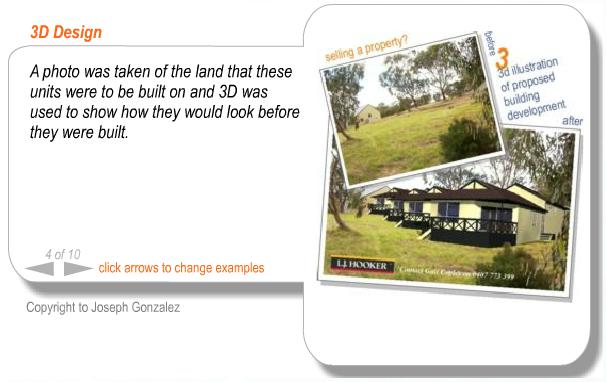 3D Design
A photo was taken of the land that these
units were to be built on and 3D was
used to show how they would look before
they were built.
4 of 10
click arrows to change examples
Copyright to Joseph Gonzalez
selling a property?
before
3
3d illustration
of proposed
building
development
after
L.J. HOOKER
Contact Gail
0407 773 399